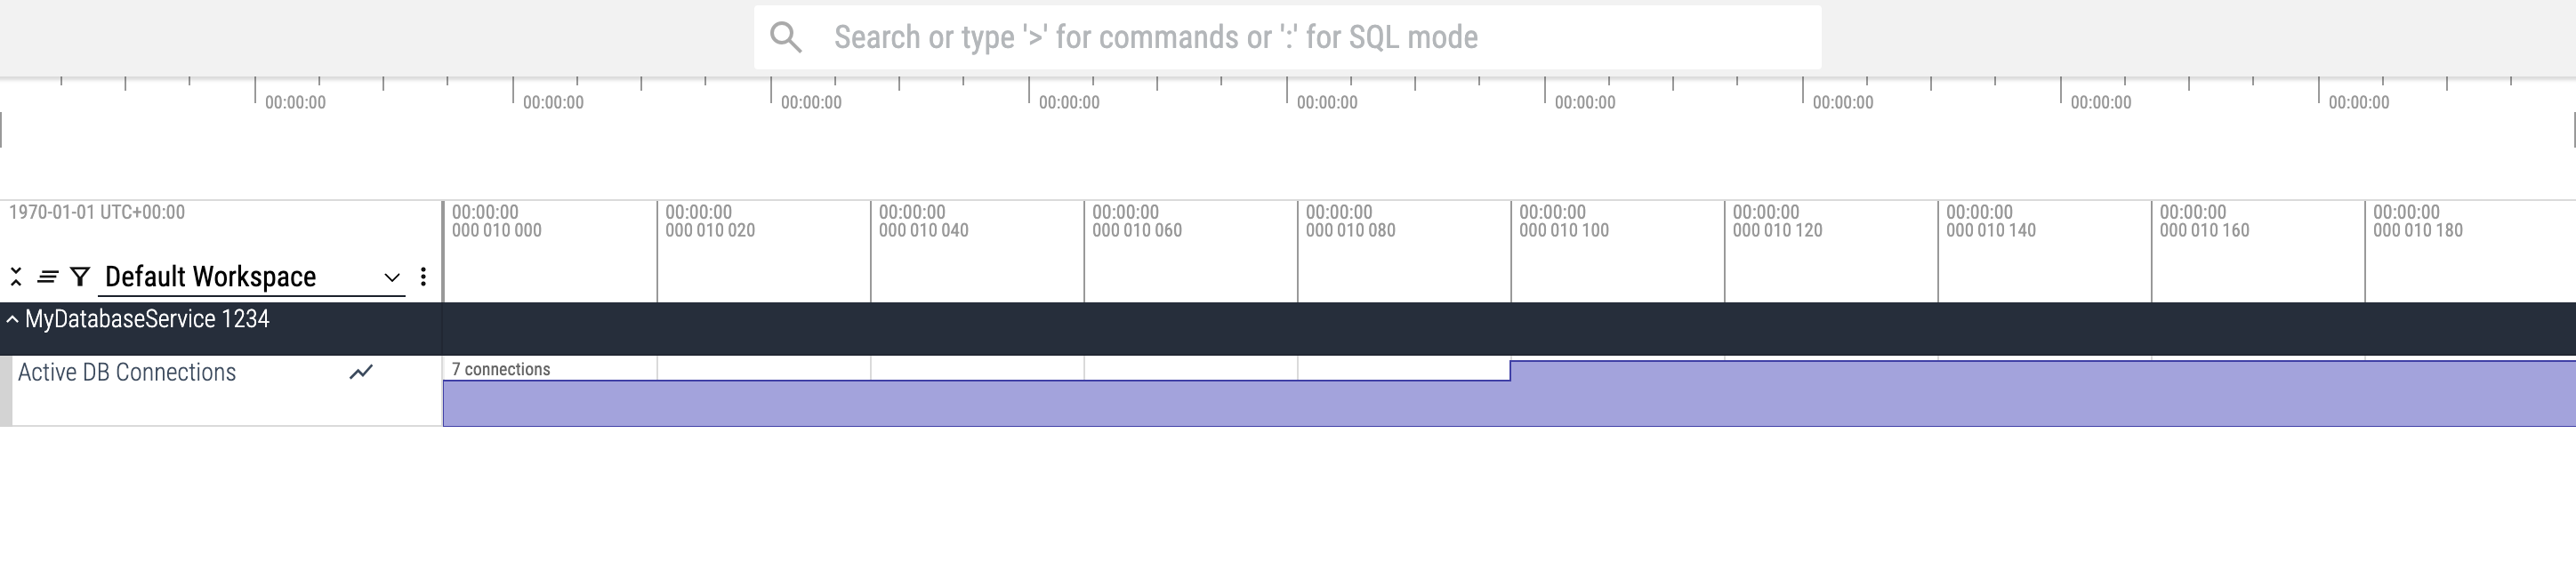 Search or type '>' for commands or ':' for SQL mode
00:00:00 00:00:00 00:00:00 00:00:00 00:00:00 00:00:00 00:00:00 00:00:00 00:00:00
1970-01-01 UTC+00:00 00:00:00 00:00:00 00:00:00 00:00:00 00:00:00 00:00:00 00:00:00 00:00:00 00:00:00 00:00:00
000 010 000 000 010 020 000 010 040 000 010 060 000 010 080 000 010 100 000 010 120 000 010 140 000 010 160 000 010 180
Default Workspace
MyDatabaseService 1234
Active DB Connections 7 connections